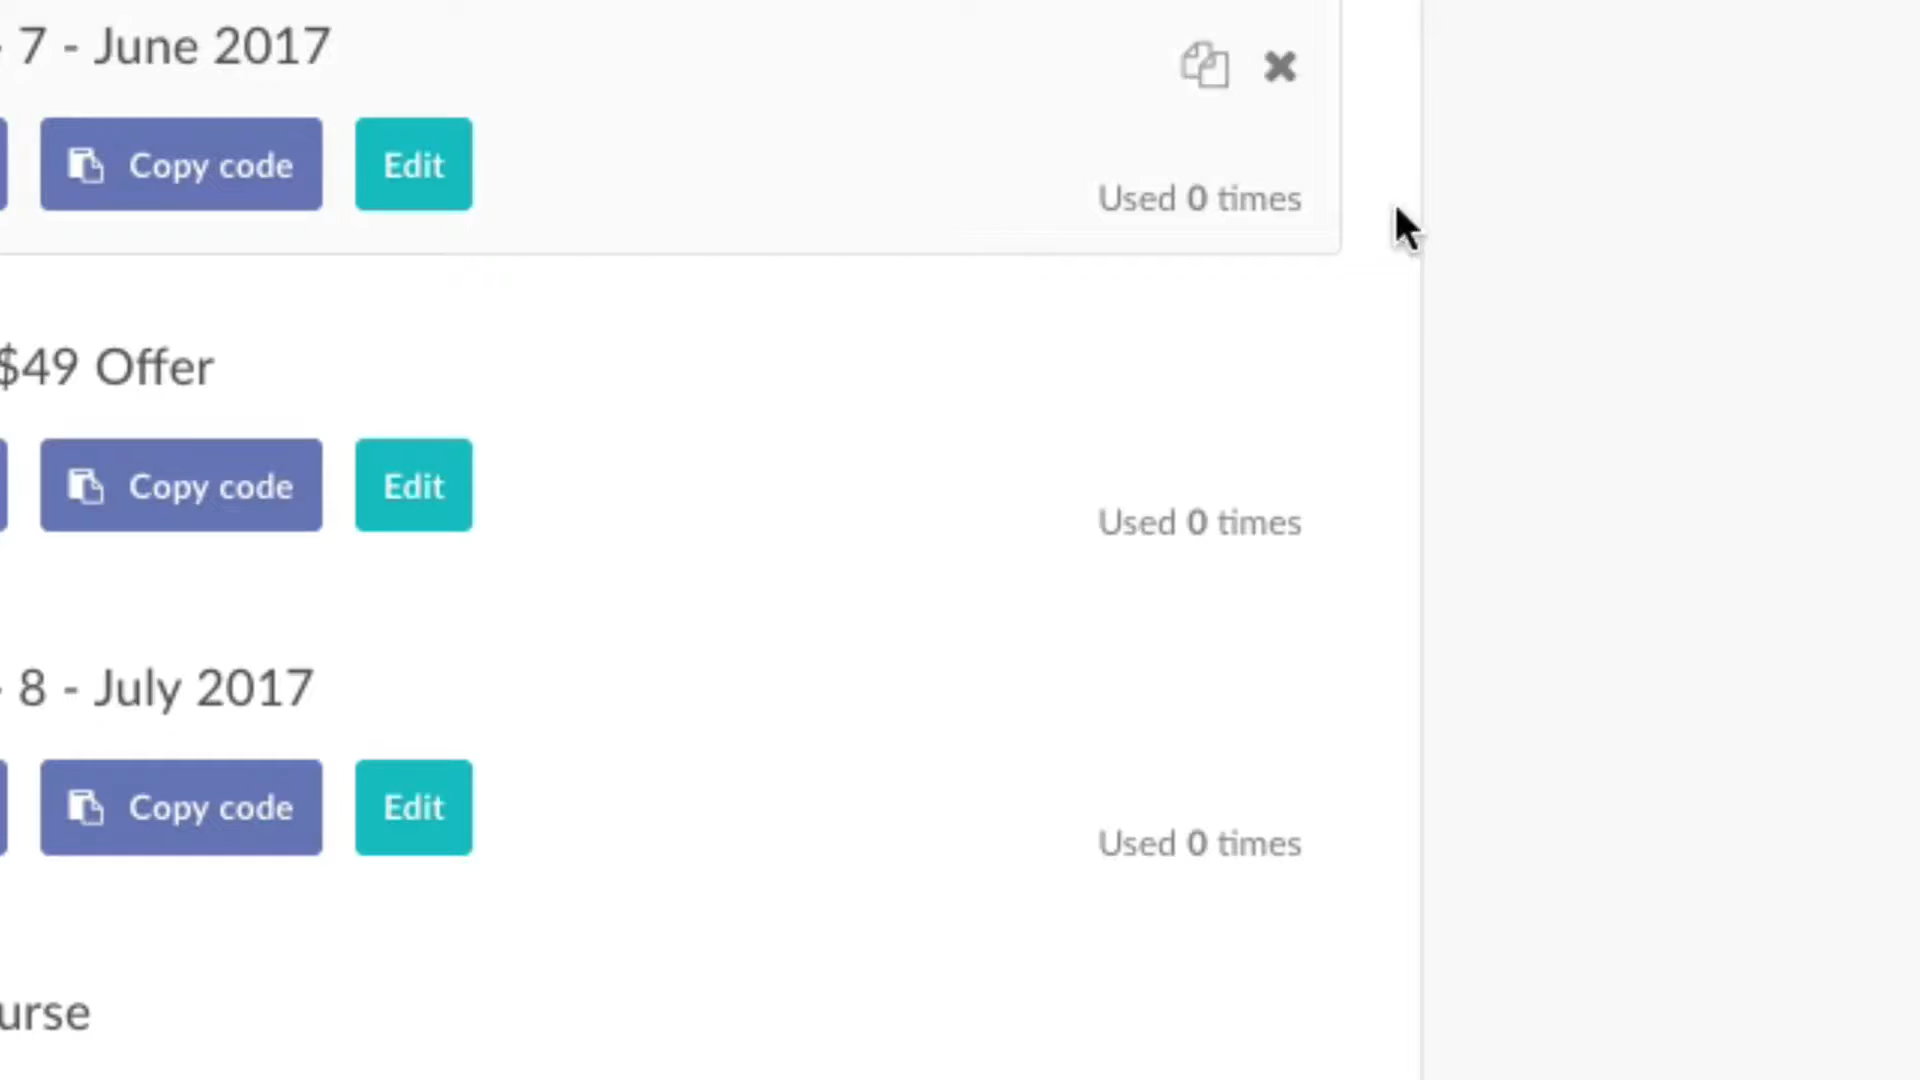 - 7 - June 2017
Copy code
Edit
Used 0 times
$49 Offer
Copy code
Edit
Used 0 times
- 8 - July 2017
Copy code
Edit
Used 0 times
urse